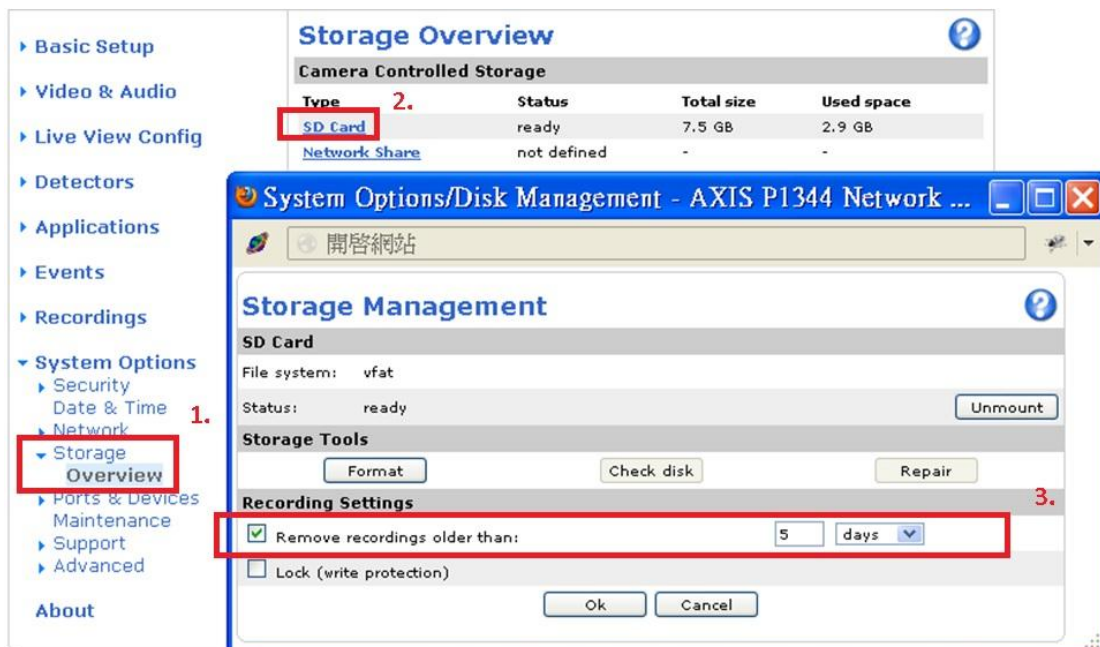 Basic Setup
Video & Audio
Live View Config
Detectors
Applications
Events
Recordings
System Options
Security
Date & Time
Network
Storage
Overview
Ports & Devices
Maintenance
Support
Advanced
About
1.
Storage Overview
Camera Controlled Storage
Type Status Total size Used space
2.
SD Card ready 7.5 GB 2.9 GB
Network Share not defined - -
System Options/Disk Management - AXIS P1344 Network ...
開啓網站
Storage Management
SD Card
File system: vfat
Status: ready Unmount
Storage Tools
Format Check disk Repair
Recording Settings
3.
Remove recordings older than: 5 days
Lock (write protection)
Ok Cancel